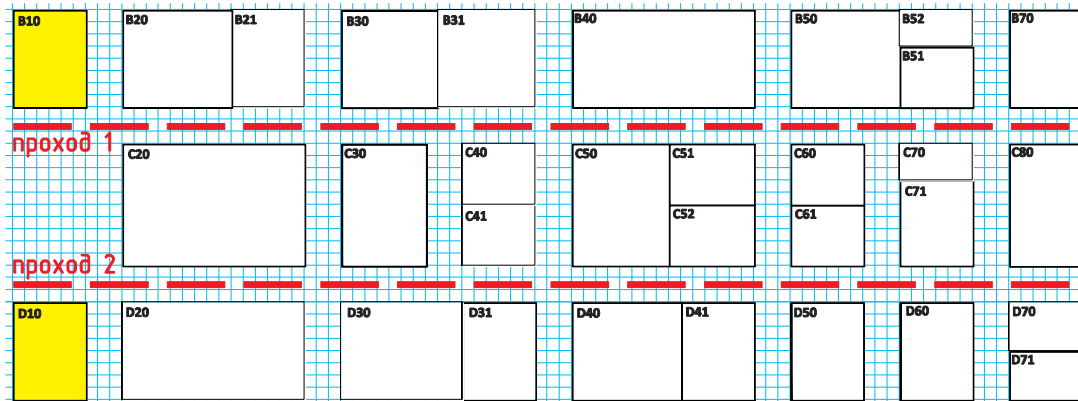 B10 B20 B21 B30 B31 B40 B50 B52 B70
B51
проход 1
C20 C30 C40 C50 C51 C60 C70 C80
C71
C41 C52 C61
проход 2
D10 D20 D30 D31 D40 D41 D50 D60 D70
D71